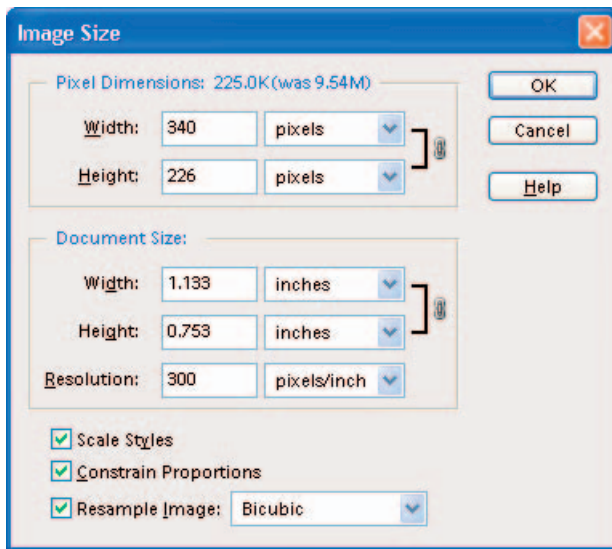 Image Size
Pixel Dimensions: 225.0K(was 9.54M)
OK
Width: 340 pixels
Cancel
Height: 226 pixels
Help
Document Size:
Width: 1.133 inches
Height: 0.753 inches
Resolution: 300 pixels/inch
Scale Styles
Constrain Proportions
Resample Image: Bicubic